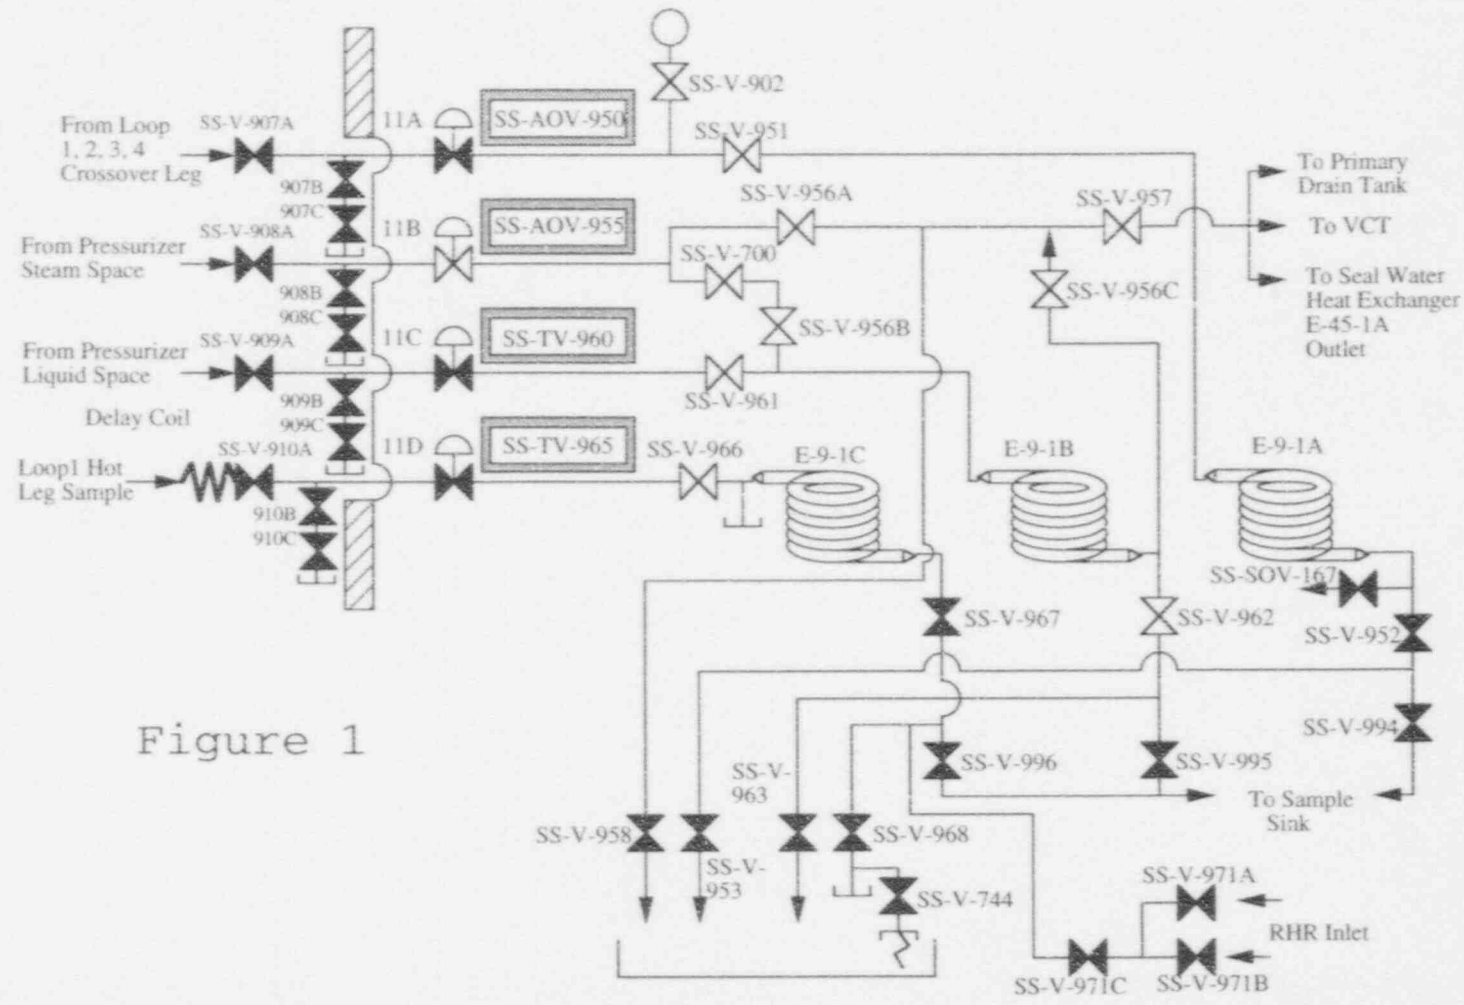 SS-V-902
From Loop
1, 2, 3, 4
Crossover Leg
SS-V-907A
11A
SS-AOV-950
SS-V-951
907B
907C
To Primary
Drain Tank
SS-V-956A
SS-V-957
To VCT
From Pressurizer
Steam Space
SS-V-908A
11B
SS-AOV-955
SS-V-700
908B
908C
SS-V-956C
To Seal Water
Heat Exchanger
E-45-1A
Outlet
SS-V-956B
From Pressurizer
Liquid Space
SS-V-909A
11C
SS-TV-960
SS-V-961
909B
909C
Delay Coil
Loop1 Hot
Leg Sample
SS-V-910A
11D
SS-TV-965
SS-V-966
E-9-1C
E-9-1B
E-9-1A
910B
910C
SS-SOV-167
SS-V-967
SS-V-962
SS-V-952
Figure 1
SS-V-994
SS-V-996
SS-V-995
SS-V-
963
To Sample
Sink
SS-V-958
SS-V-
953
SS-V-968
SS-V-744
SS-V-971A
RHR Inlet
SS-V-971C
SS-V-971B